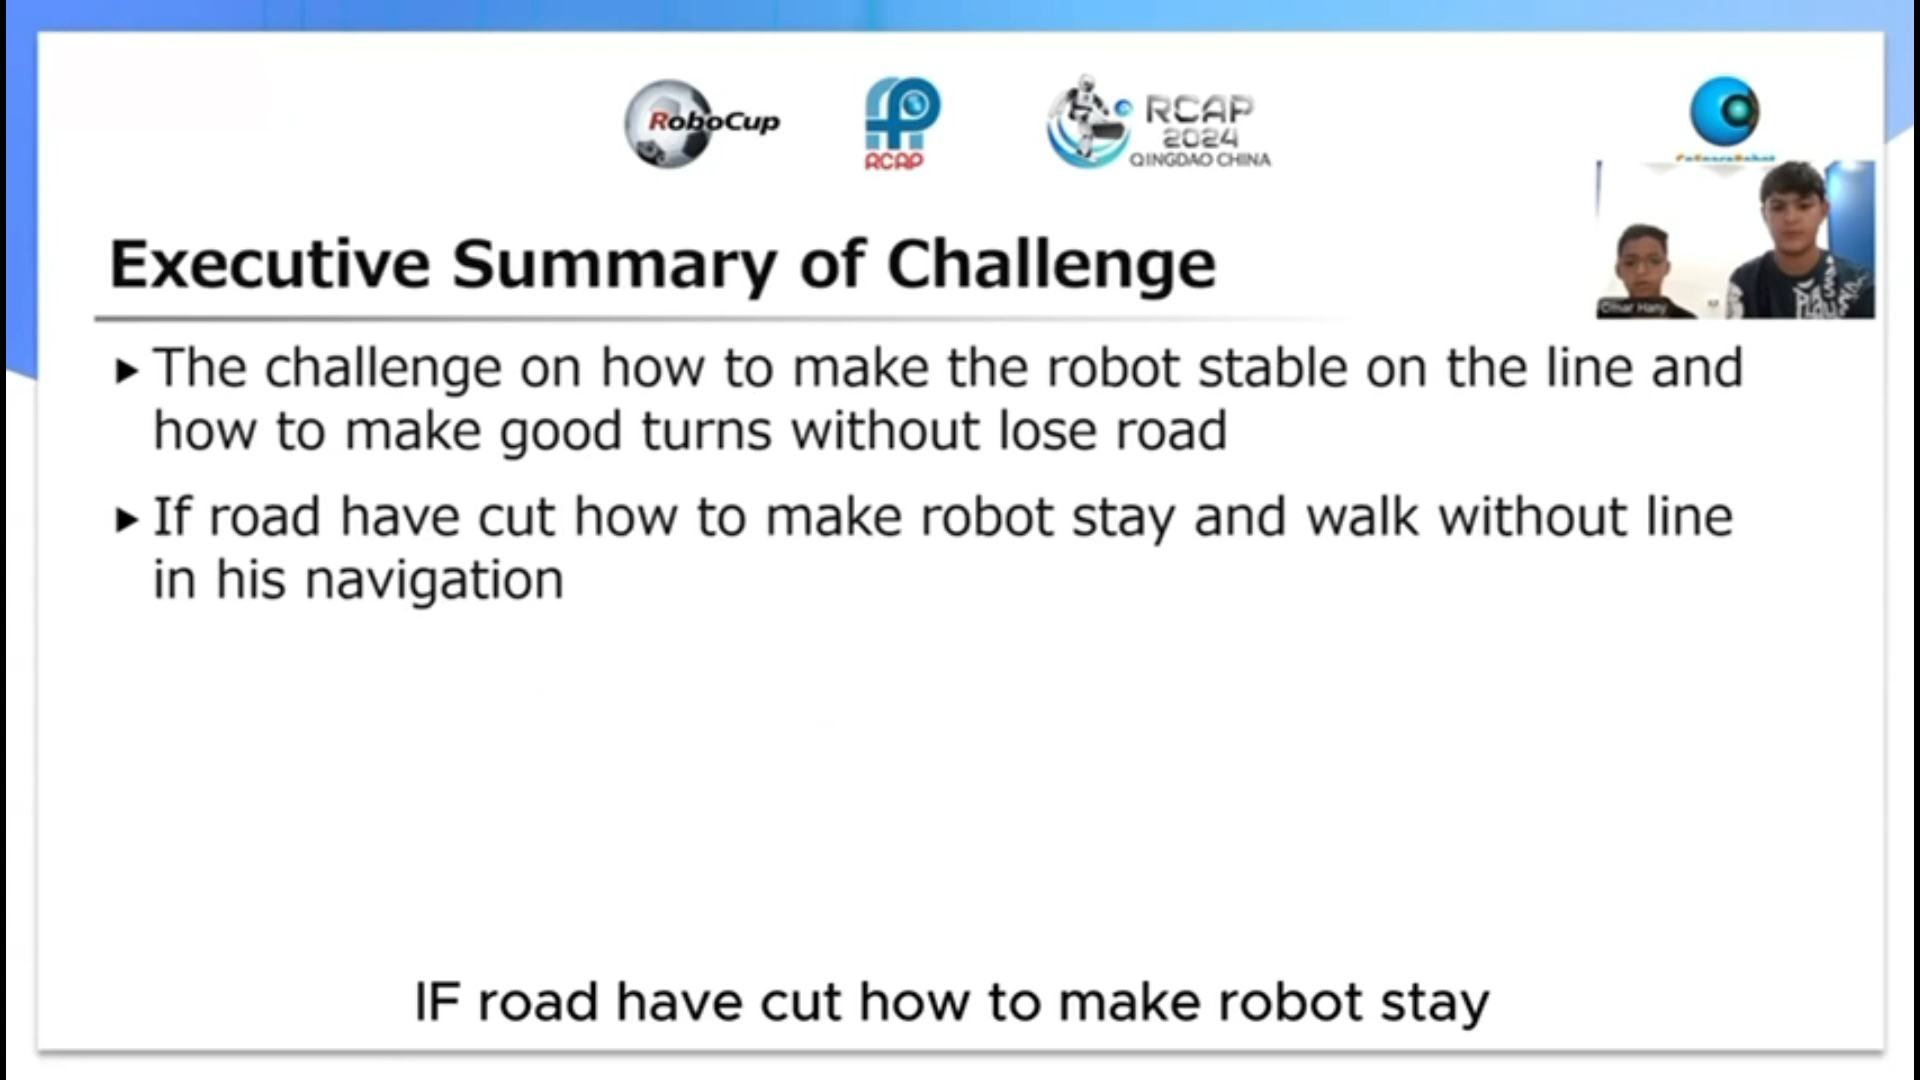 RoboCup
RCAP
RCAP
2024
QINGDAO CHINA
Executive Summary of Challenge
Omar Hany
The challenge on how to make the robot stable on the line and
how to make good turns without lose road
If road have cut how to make robot stay and walk without line
in his navigation
IF road have cut how to make robot stay